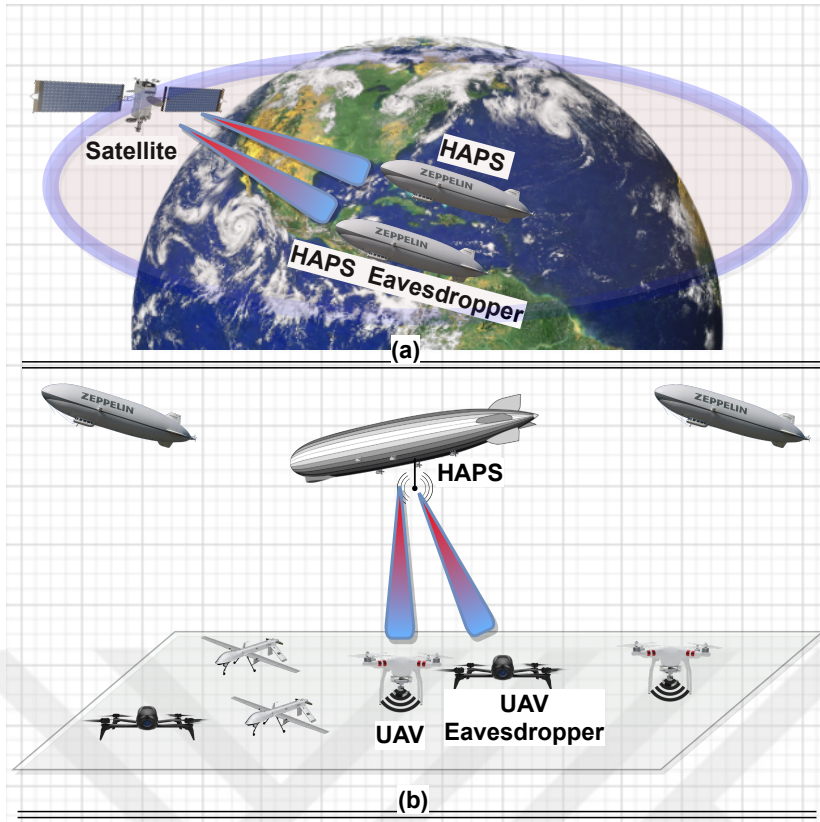 Satellite
HAPS
ZEPPELIN
ZEPPELIN
HAPS Eavesdropper
(a)
ZEPPELIN
ZEPPELIN
HAPS
UAV
UAV
Eavesdropper
(b)